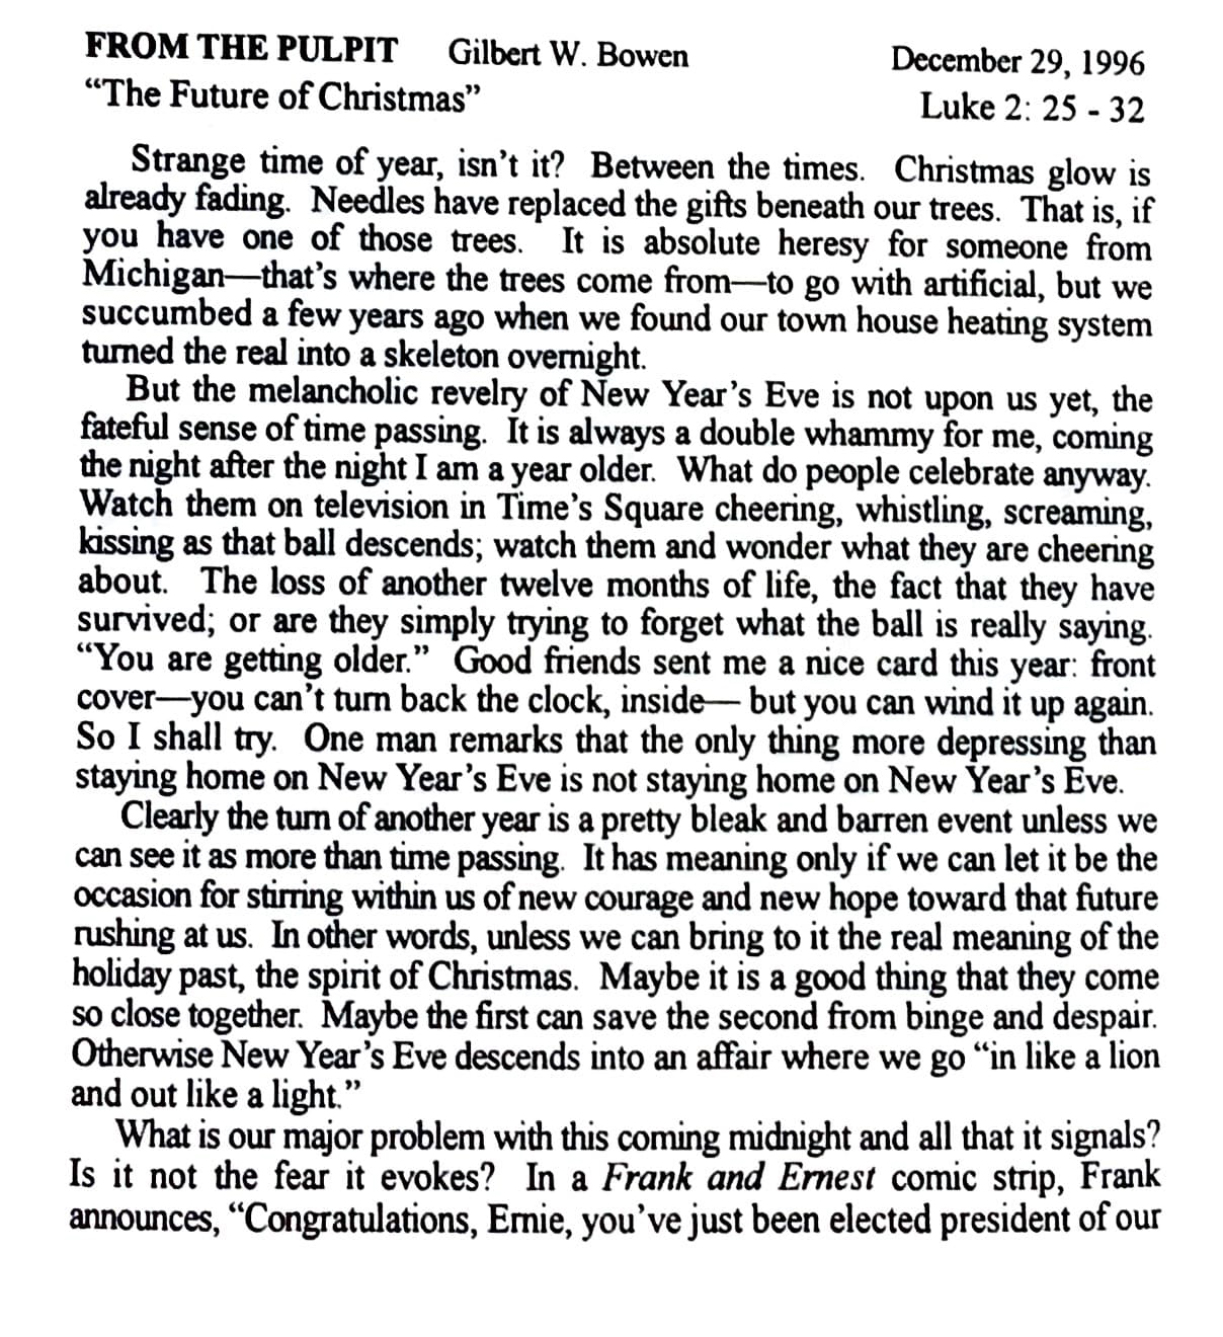 FROM THE PULPIT Gilbert W. Bowen December 29, 1996
“The Future of Christmas” Luke 2: 25 - 32
Strange time of year, isn’t it? Between the times. Christmas glow is
already fading. Needles have replaced the gifts beneath our trees. That is, if
you have one of those trees. It is absolute heresy for someone from
Michigan—that’s where the trees come from—to go with artificial, but we
succumbed a few years ago when we found our town house heating system
turned the real into a skeleton overnight.
But the melancholic revelry of New Year’s Eve is not upon us yet, the
fateful sense of time passing. It is always a double whammy for me, coming
the night after the night I am a year older. What do people celebrate anyway.
Watch them on television in Time’s Square cheering, whistling, screaming,
kissing as that ball descends; watch them and wonder what they are cheering
about. The loss of another twelve months of life, the fact that they have
survived; or are they simply trying to forget what the ball is really saying.
“You are getting older.” Good friends sent me a nice card this year: front
cover—you can’t turn back the clock, inside— but you can wind it up again.
So I shall try. One man remarks that the only thing more depressing than
staying home on New Year’s Eve is not staying home on New Year’s Eve.
Clearly the turn of another year is a pretty bleak and barren event unless we
can see it as more than time passing. It has meaning only if we can let it be the
occasion for stirring within us of new courage and new hope toward that future
rushing at us. In other words, unless we can bring to it the real meaning of the
holiday past, the spirit of Christmas. Maybe it is a good thing that they come
so close together. Maybe the first can save the second from binge and despair.
Otherwise New Year’s Eve descends into an affair where we go “in like a lion
and out like a light.”
What is our major problem with this coming midnight and all that it signals?
Is it not the fear it evokes? In a Frank and Ernest comic strip, Frank
announces, “Congratulations, Ernie, you’ve just been elected president of our